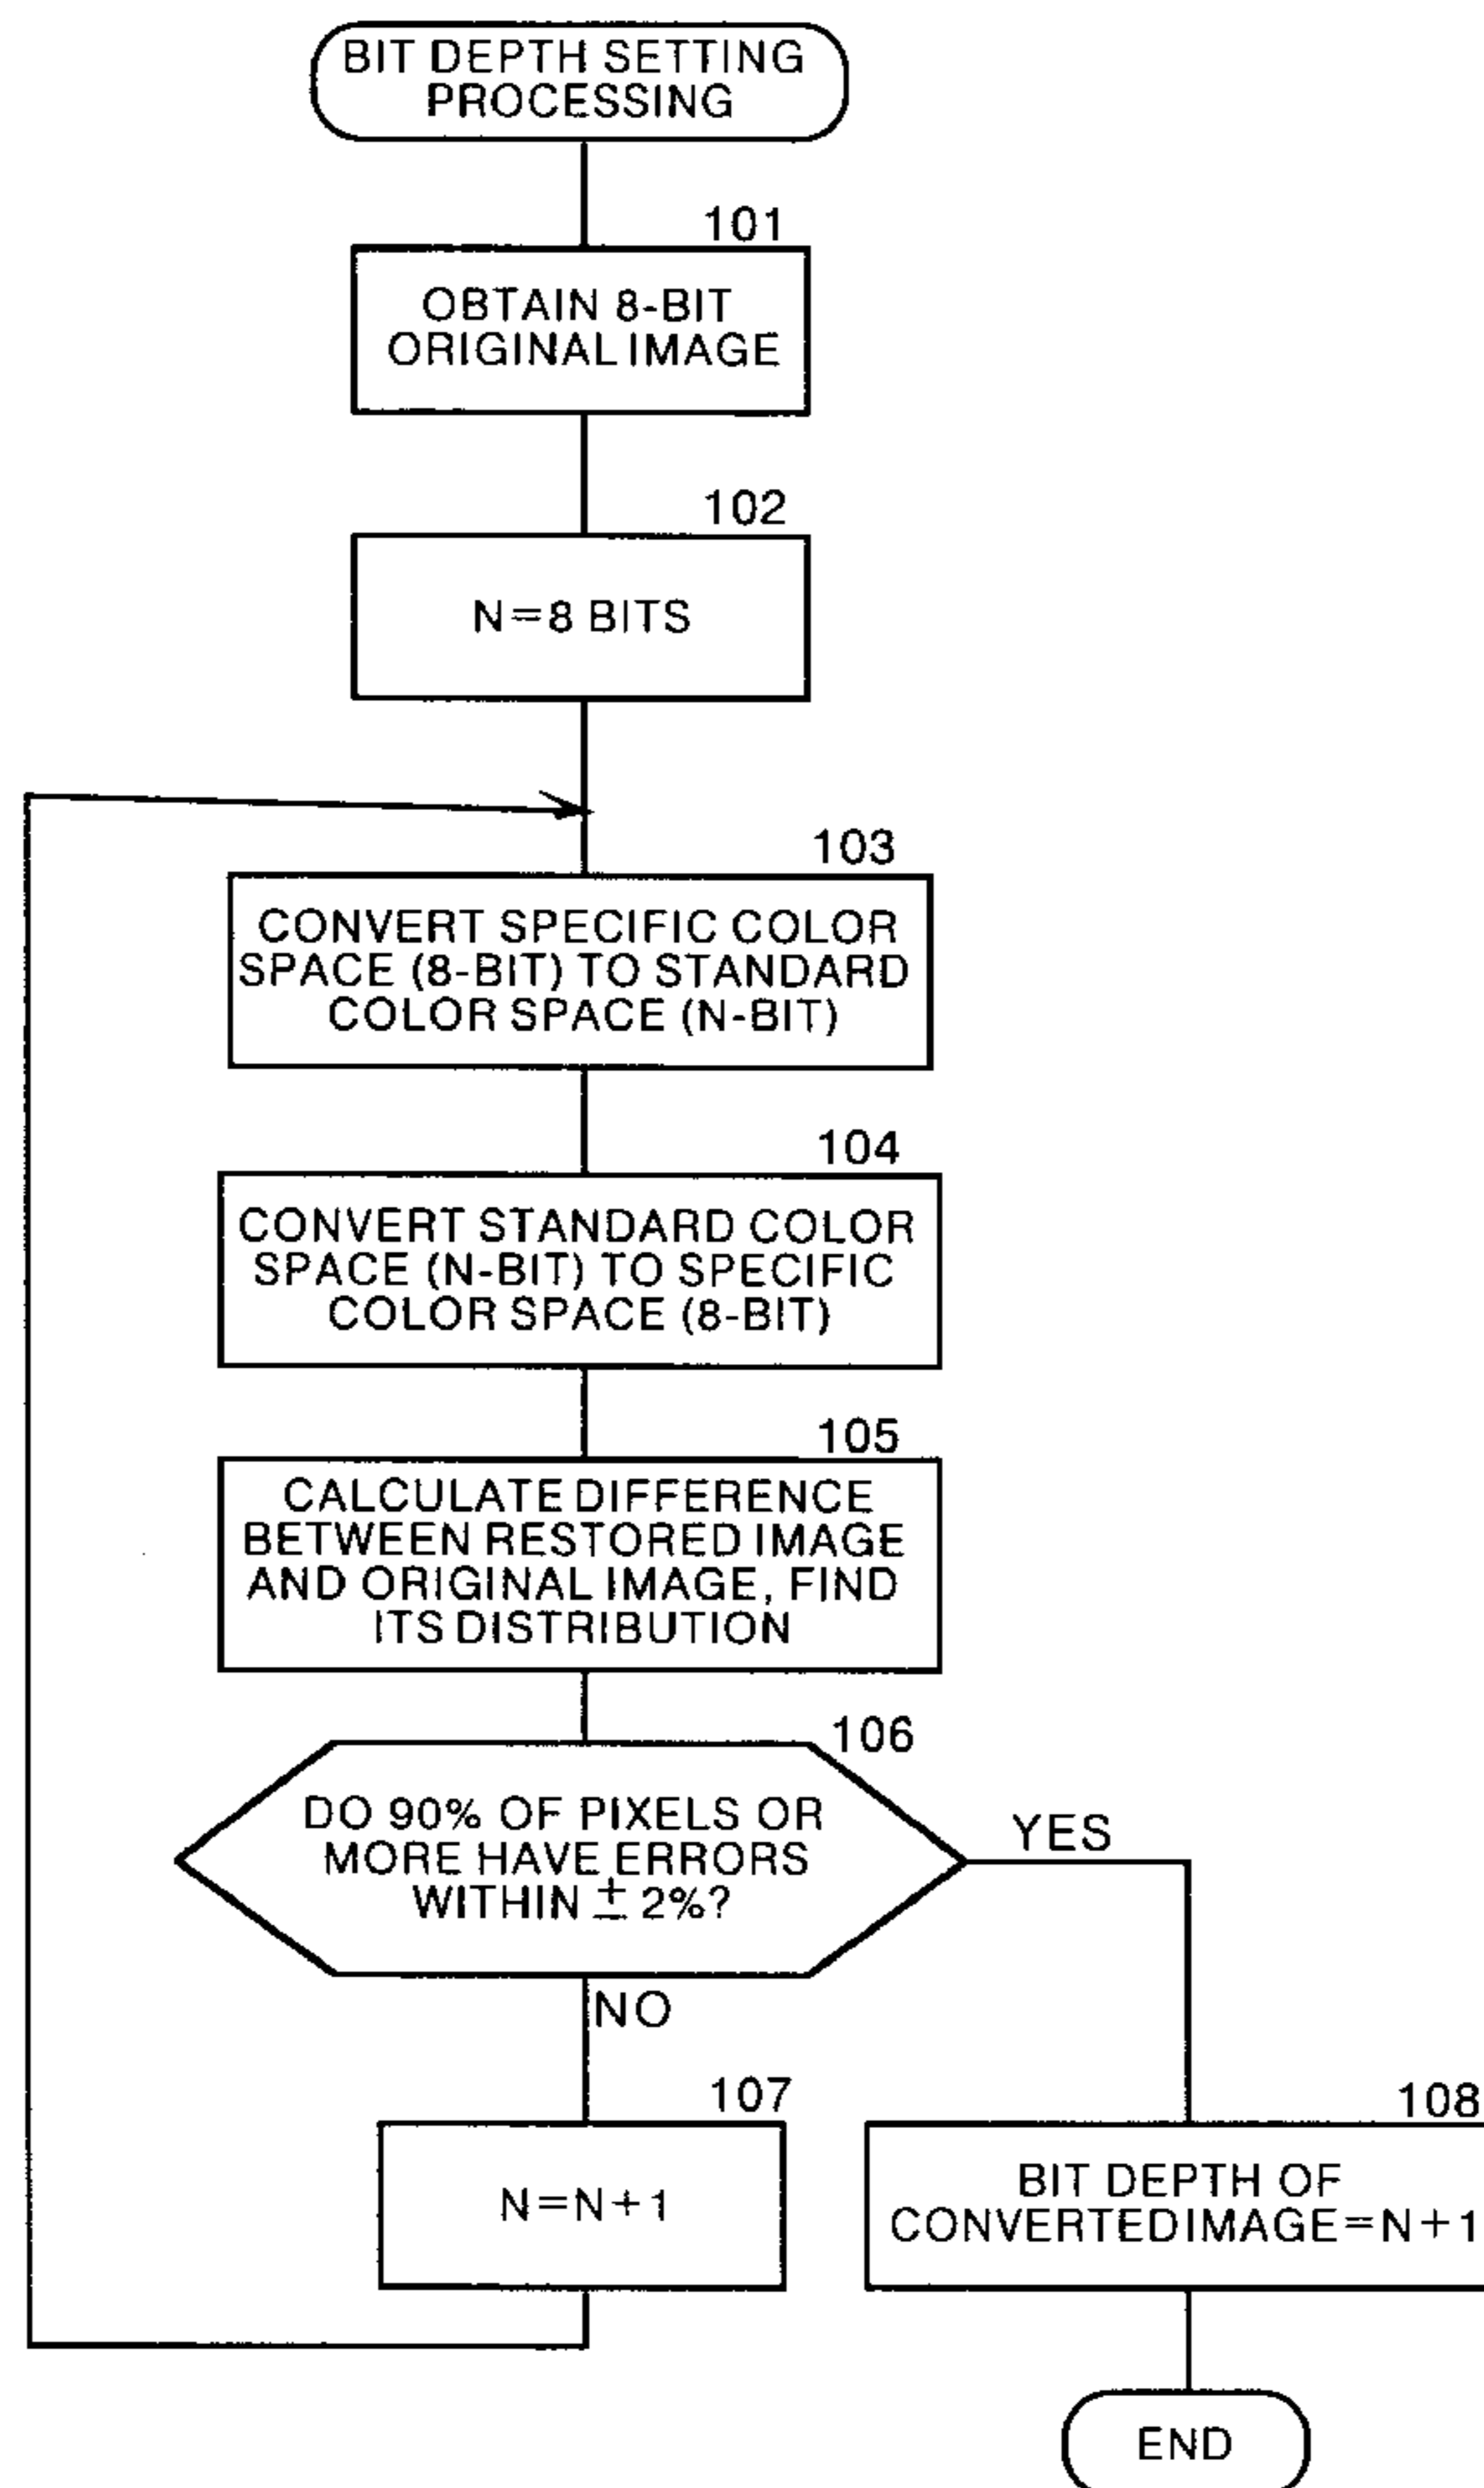 BIT DEPTH SETTING
PROCESSING
101
OBTAIN 8-BIT
ORIGINAL IMAGE
102
N=8 BITS
103
CONVERT SPECIFIC COLOR
SPACE (8-BIT) TO STANDARD
COLOR SPACE (N-BIT)
104
CONVERT STANDARD COLOR
SPACE (N-BIT) TO SPECIFIC
COLOR SPACE (8-BIT)
105
CALCULATE DIFFERENCE
BETWEEN RESTORED IMAGE
AND ORIGINAL IMAGE, FIND
ITS DISTRIBUTION
106
DO 90% OF PIXELS OR
MORE HAVE ERRORS
WITHIN ± 2%?
YES
NO
107
N=N+1
108
BIT DEPTH OF
CONVERTED IMAGE=N+1
END